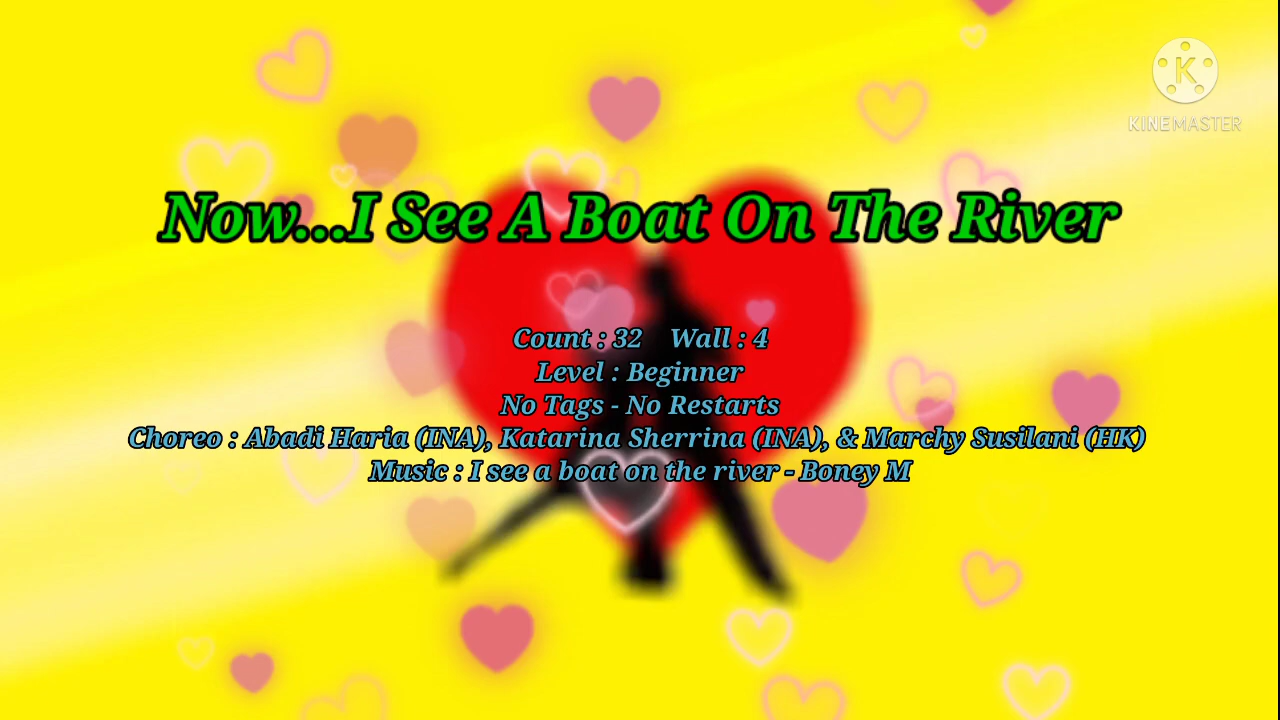 KINEMASTER
Now...I See A Boat On The River
Count : 32 Wall : 4
Level : Beginner
No Tags - No Restarts
Choreo : Abadi Haria (INA), Katarina Sherrina (INA), & Marchy Susilani (HK)
Music : I see a boat on the river - Boney M